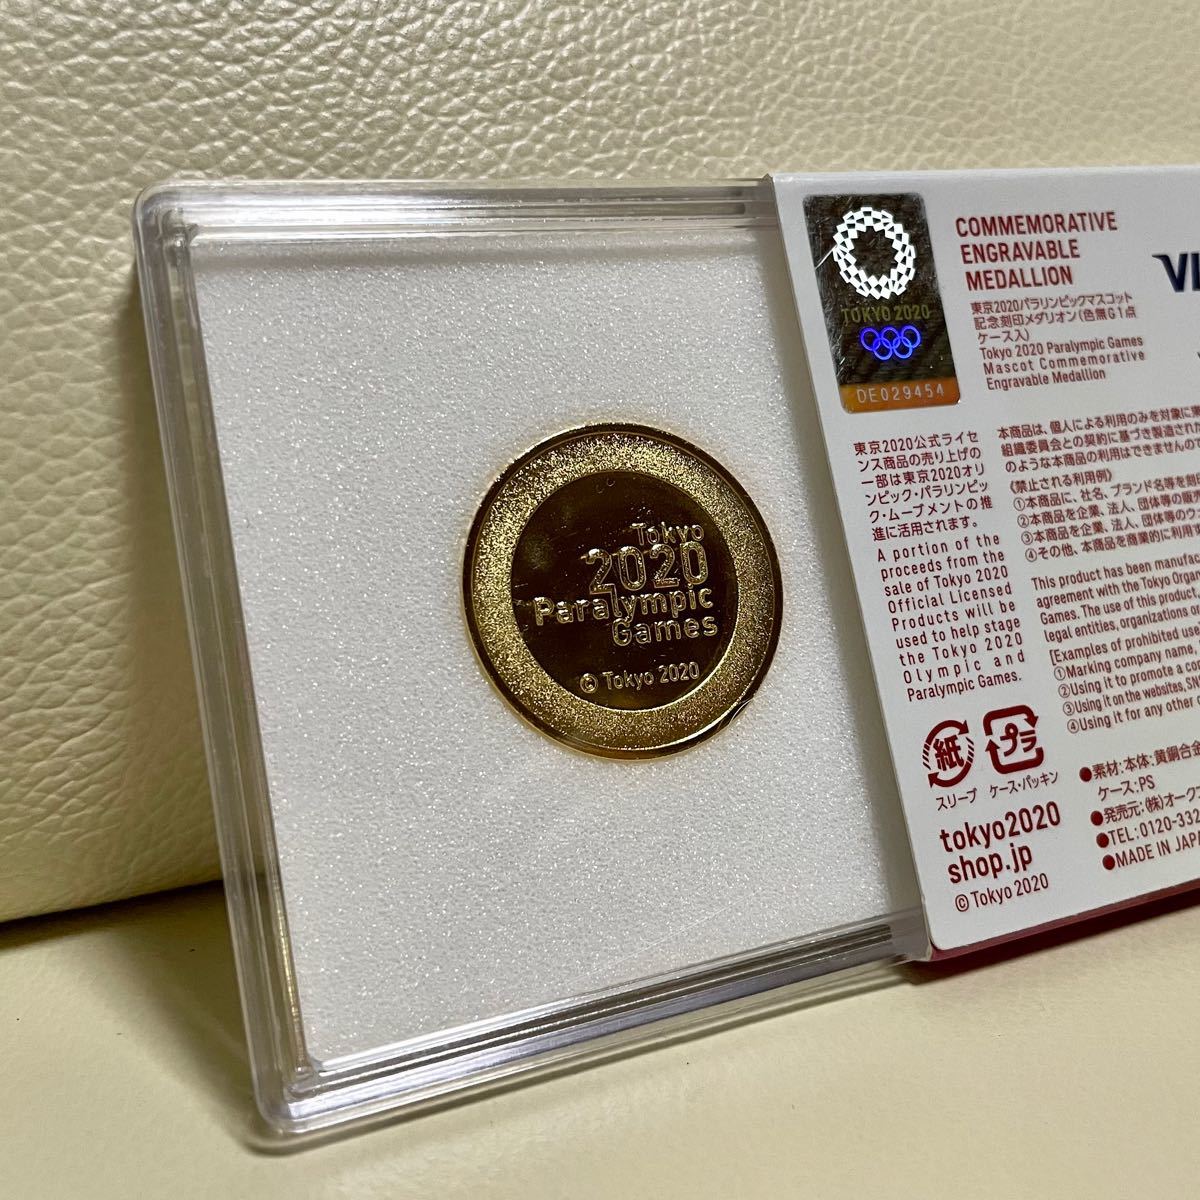 Tokyo
2020
Paralympic
Games
© Tokyo 2020
TOKYO 2020
DE029454
COMMEMORATIVE
ENGRAVABLE
MEDALLION
東京2020パラリンピックマスコット
記念刻印メダリオン(色無G1点
ケース入)
Tokyo 2020 Paralympic Games
Mascot Commemorative
Engravable Medallion
東京2020公式ライセ
ンス商品の売り上げの
一部は東京2020オリ
ンピック・パラリンピッ
ク・ムーブメントの推
進に活用されます。
A portion of the
proceeds from the
sale of Tokyo 2020
Official Licensed
Products will be
used to help stage
the Tokyo 2020
Olympic and
Paralympic Games.
紙
プラ
スリーブ ケース・パッキン
tokyo2020
shop.jp
© Tokyo 2020
本商品は、個人による利用のみを対象に
組織委員会との契約に基づき製造された
のような本商品の利用はできませんの
《禁止される利用例》
①本商品に、社名、ブランド名等を刻印
②本商品を企業、法人、団体等の販
③本商品を企業、法人、団体等のウ
④その他、本商品を商業的に利用
This product has been manufa
agreement with the Tokyo Orga
Games. The use of this product
legal entities, organizations o
[Examples of prohibited use
①Marking company name,
②Using it to promote a co
③Using it on the websites, SN
④Using it for any other
●素材:本体:黄銅合金
ケース:PS
●発売元:(株)オーク
●TEL:0120-332
●MADE IN JAPA